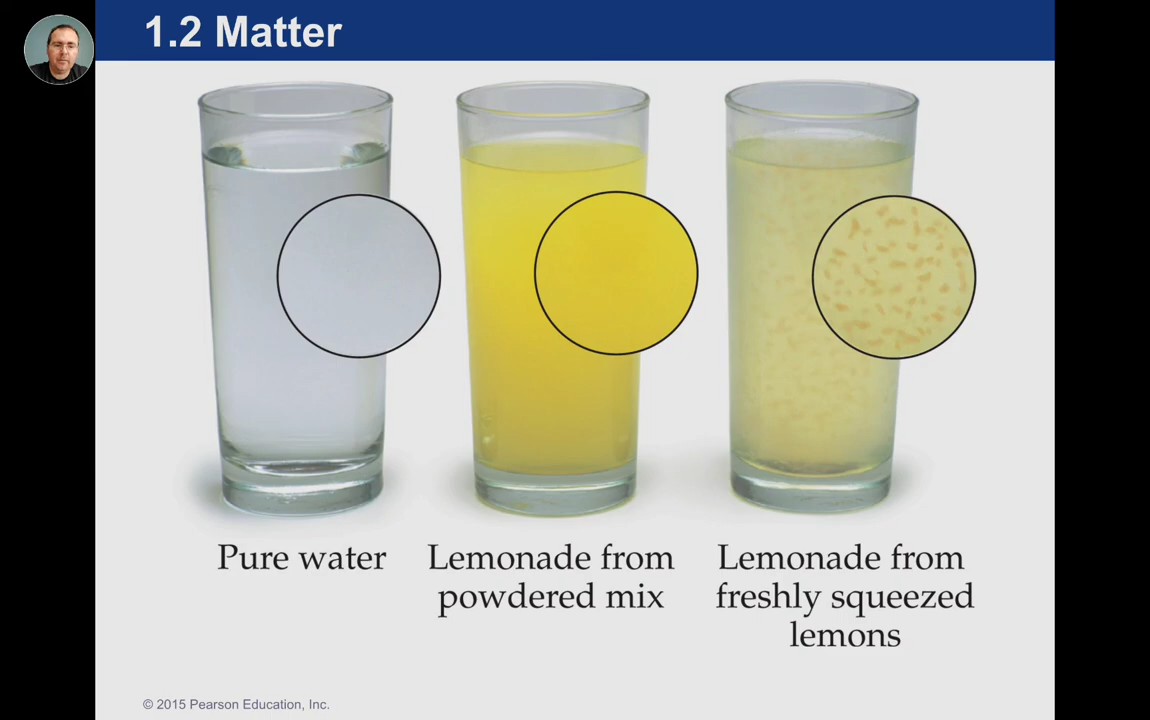 1.2 Matter
Pure water
Lemonade from
powdered mix
Lemonade from
freshly squeezed
lemons
© 2015 Pearson Education, Inc.